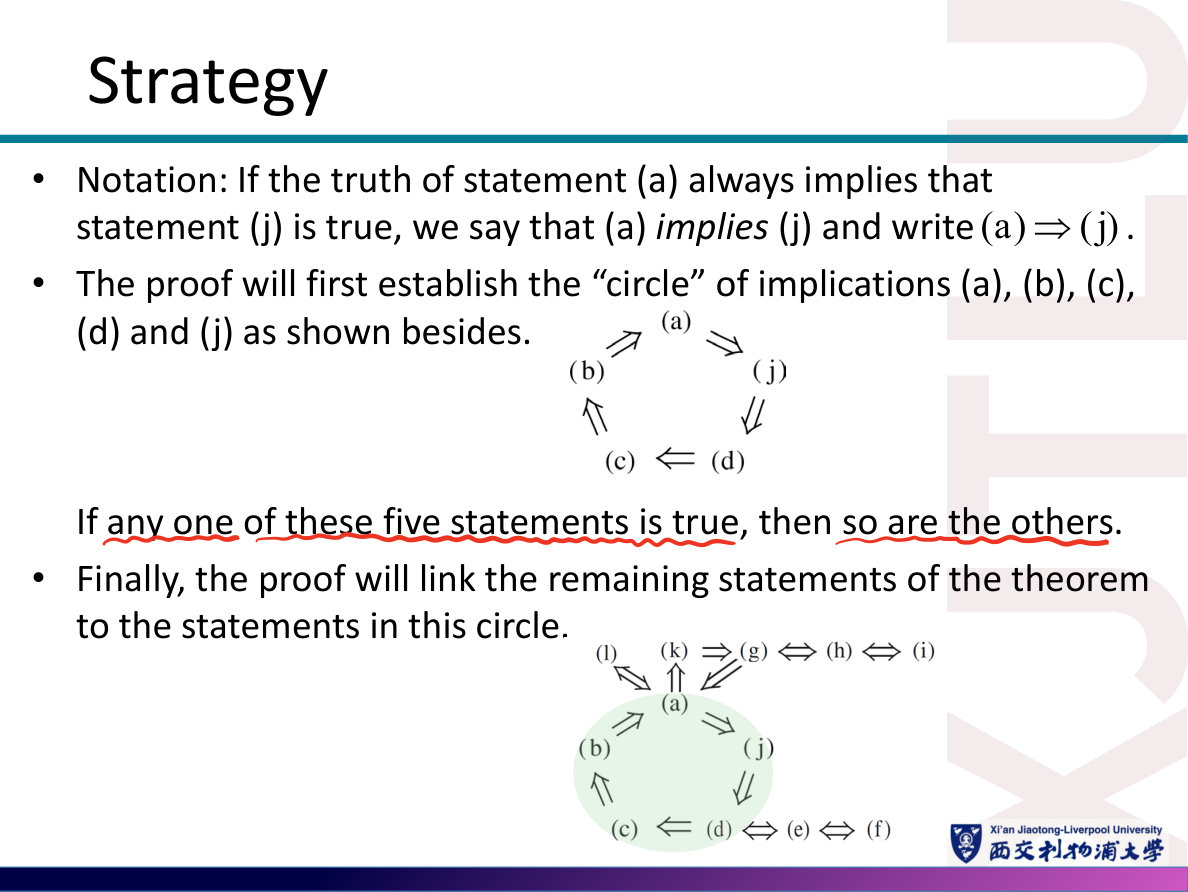 Strategy
• Notation: If the truth of statement (a) always implies that
statement (j) is true, we say that (a) implies (j) and write (a) ⇒ (j) .
• The proof will first establish the “circle” of implications (a), (b), (c),
(d) and (j) as shown besides.
(a)
(b) ⇗ ⇘ (j)
⇖ ⇙
(c) ⇐ (d)
If any one of these five statements is true, then so are the others.
• Finally, the proof will link the remaining statements of the theorem
to the statements in this circle.
(l) (k) ⇒ (g) ⇔ (h) ⇔ (i)
(a)
(b) (j)
(c) ⇐ (d) ⇔ (e) ⇔ (f)
XJTLU
Xi'an Jiaotong-Liverpool University
西交利物浦大学